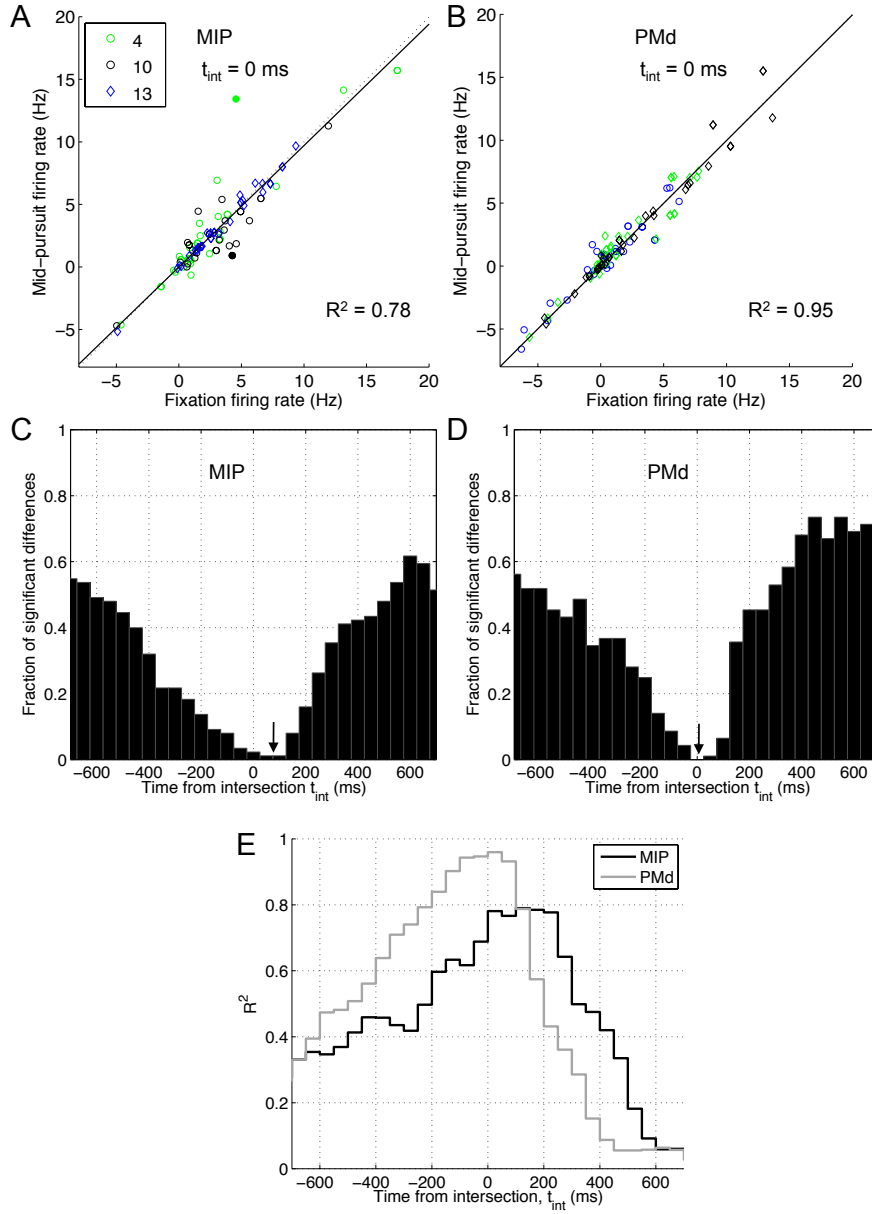 A
MIP
t_int = 0 ms
4
10
13
20
15
10
5
0
−5
Mid−pursuit firing rate (Hz)
R² = 0.78
−5 0 5 10 15 20
Fixation firing rate (Hz)
B
PMd
t_int = 0 ms
20
15
10
5
0
−5
Mid−pursuit firing rate (Hz)
R² = 0.95
−5 0 5 10 15 20
Fixation firing rate (Hz)
C
MIP
1
0.8
0.6
0.4
0.2
0
Fraction of significant differences
−600 −400 −200 0 200 400 600
Time from intersection t_int (ms)
D
PMd
1
0.8
0.6
0.4
0.2
0
Fraction of significant differences
−600 −400 −200 0 200 400 600
Time from intersection t_int (ms)
E
MIP
PMd
1
0.8
0.6
0.4
0.2
0
R²
−600 −400 −200 0 200 400 600
Time from intersection, t_int (ms)